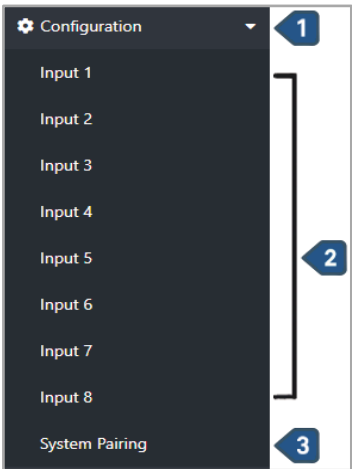 Configuration 1
Input 1
Input 2
Input 3
Input 4
Input 5 2
Input 6
Input 7
Input 8
System Pairing 3